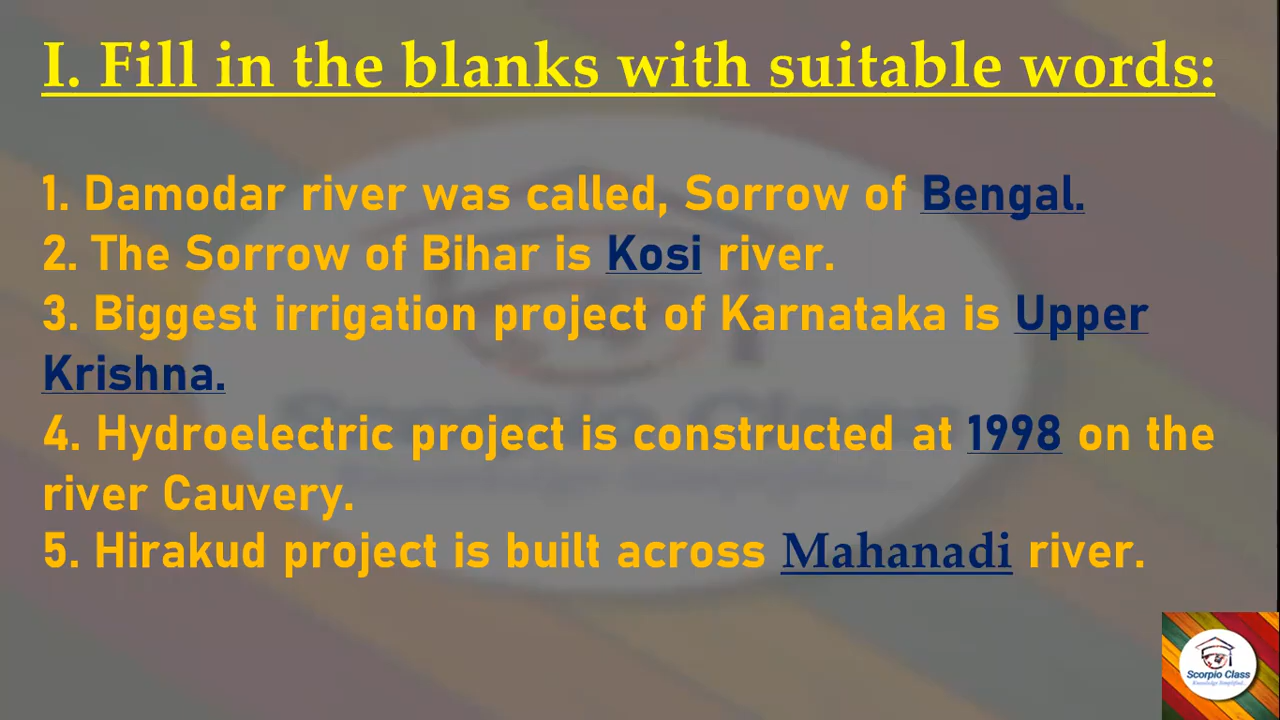 I. Fill in the blanks with suitable words:
1. Damodar river was called, Sorrow of Bengal.
2. The Sorrow of Bihar is Kosi river.
3. Biggest irrigation project of Karnataka is Upper
Krishna.
4. Hydroelectric project is constructed at 1998 on the
river Cauvery.
5. Hirakud project is built across Mahanadi river.
Scorpio Class
Knowledge Simplified..